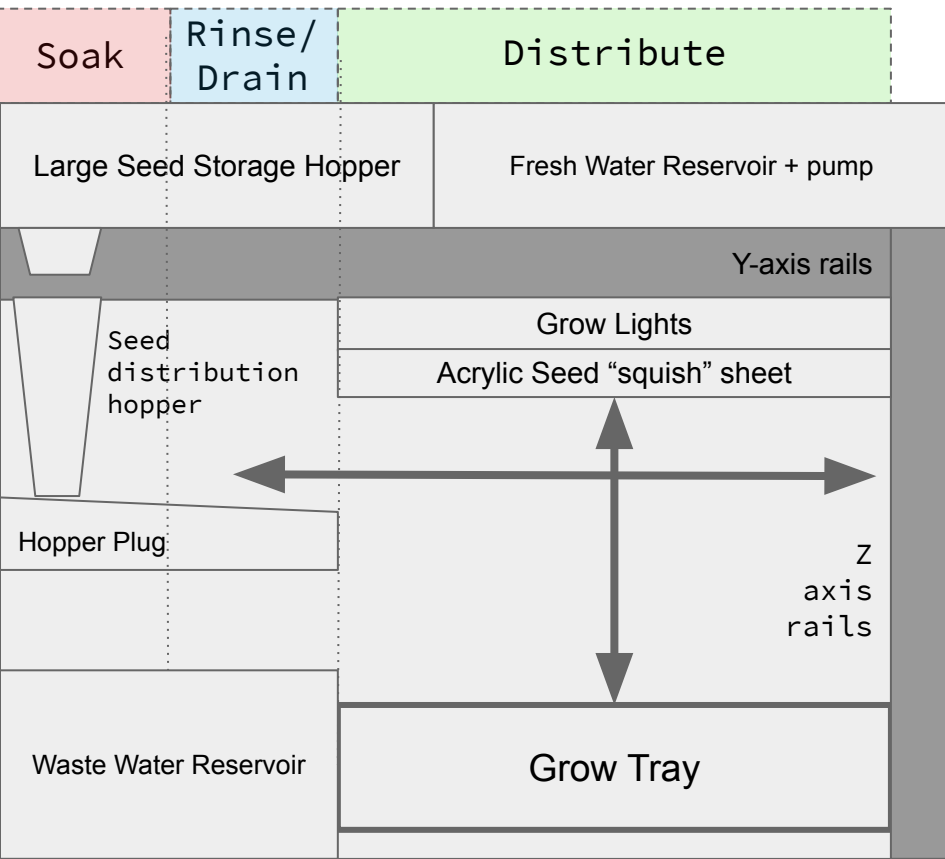 Soak
Rinse/
Drain
Distribute
Large Seed Storage Hopper
Fresh Water Reservoir + pump
Y-axis rails
Grow Lights
Acrylic Seed “squish” sheet
Seed
distribution
hopper
Hopper Plug
Z
axis
rails
Waste Water Reservoir
Grow Tray